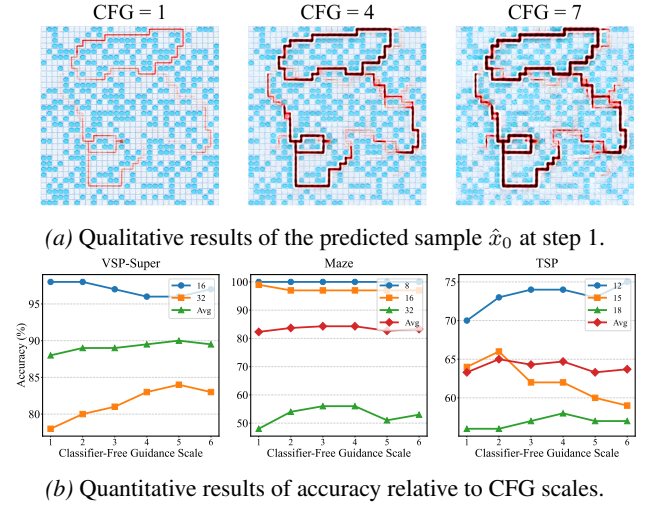 CFG = 1 CFG = 4 CFG = 7
(a) Qualitative results of the predicted sample x̂₀ at step 1.
VSP-Super Maze TSP
16
32
Avg
8
16
32
Avg
12
15
18
Avg
Accuracy (%)
95
90
85
80
100
90
80
70
60
50
75
70
65
60
1 2 3 4 5 6
1 2 3 4 5 6
1 2 3 4 5 6
Classifier-Free Guidance Scale Classifier-Free Guidance Scale Classifier-Free Guidance Scale
(b) Quantitative results of accuracy relative to CFG scales.